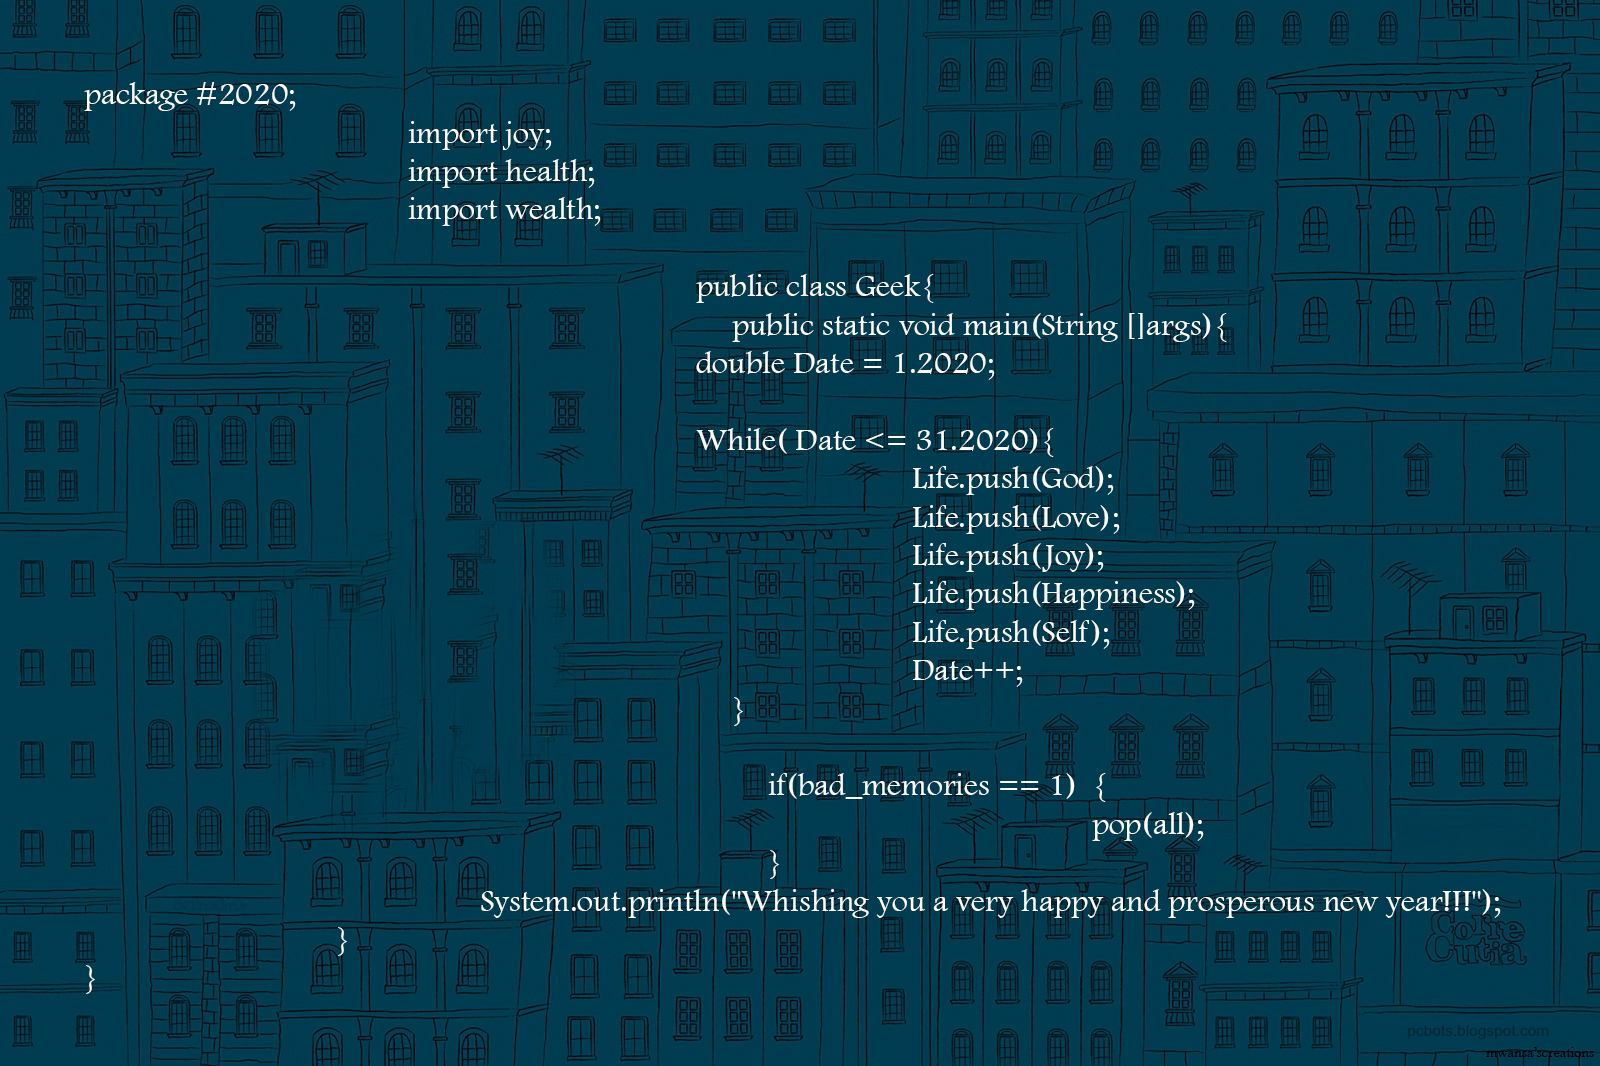 package #2020;
import joy;
import health;
import wealth;
public class Geek{
public static void main(String []args){
double Date = 1.2020;
While( Date <= 31.2020){
Life.push(God);
Life.push(Love);
Life.push(Joy);
Life.push(Happiness);
Life.push(Self);
Date++;
}
if(bad_memories == 1) {
pop(all);
}
System.out.println("Whishing you a very happy and prosperous new year!!!");
}
}
pcbots.blogspot.com
mwansa'screations